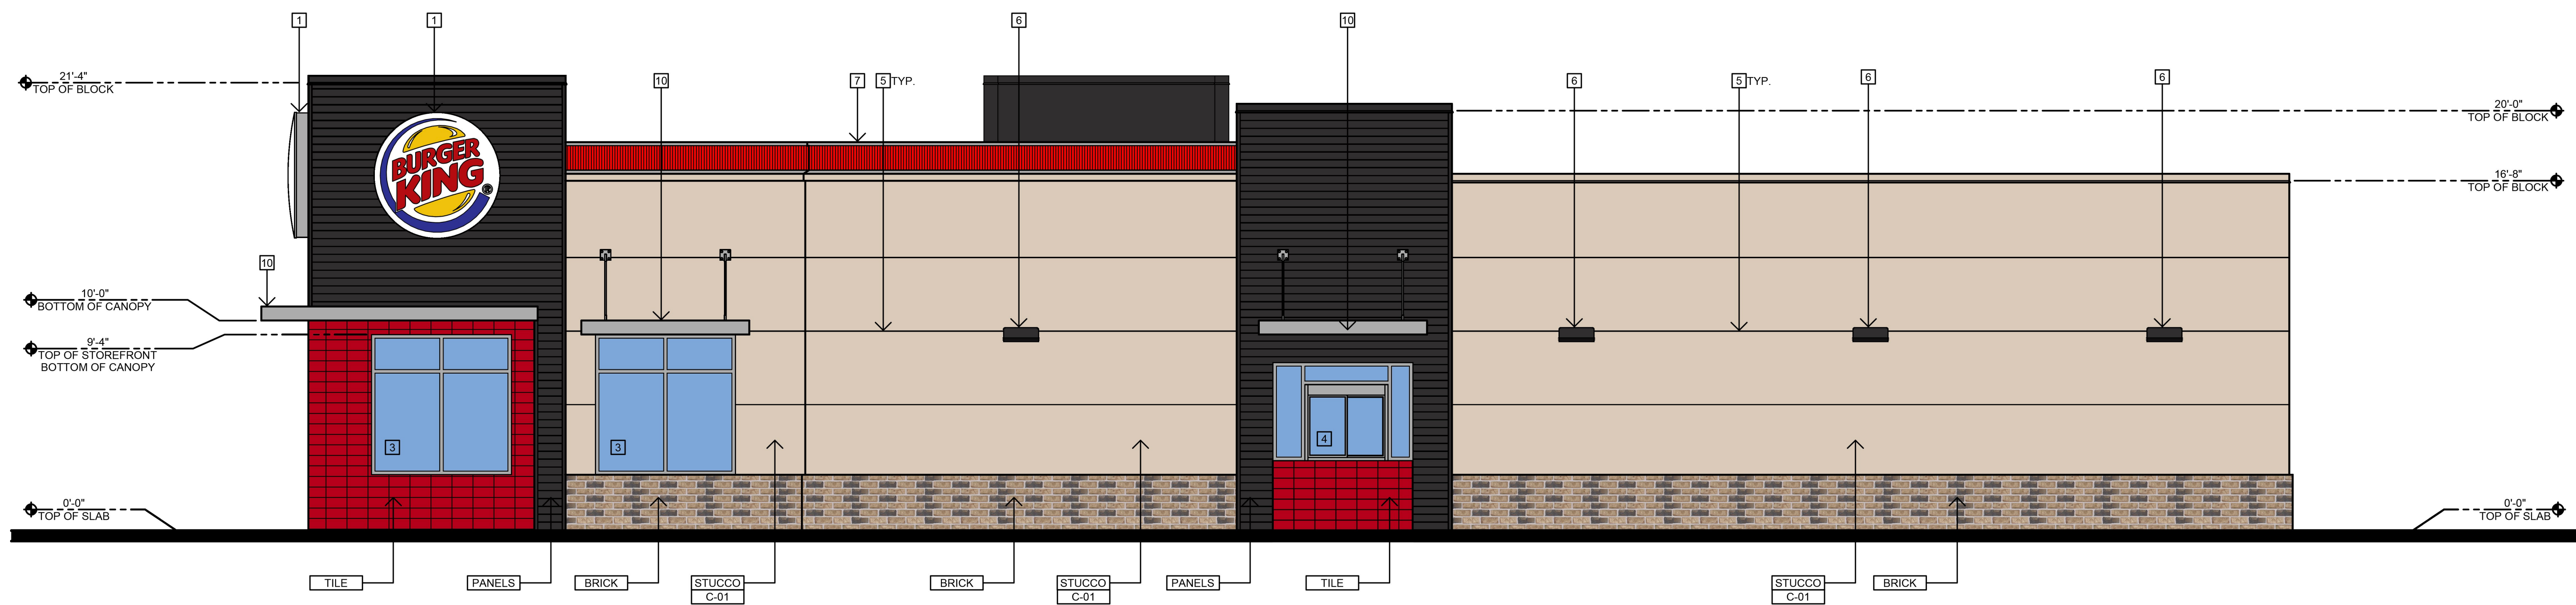 1
1
6
10
21'-4"
TOP OF BLOCK
10
7
5 TYP.
6
5 TYP.
6
6
20'-0"
TOP OF BLOCK
BURGER
KING
®
16'-8"
TOP OF BLOCK
10
10'-0"
BOTTOM OF CANOPY
9'-4"
TOP OF STOREFRONT
BOTTOM OF CANOPY
3
3
4
0'-0"
TOP OF SLAB
0'-0"
TOP OF SLAB
TILE
PANELS
BRICK
STUCCO
C-01
BRICK
STUCCO
C-01
PANELS
TILE
STUCCO
C-01
BRICK